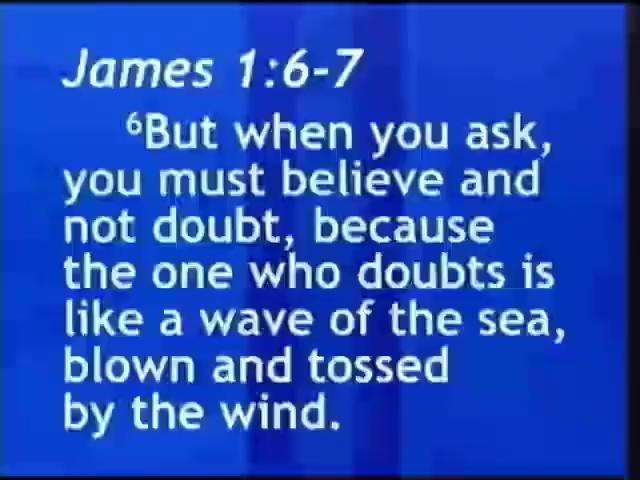 James 1:6-7
⁶But when you ask,
you must believe and
not doubt, because
the one who doubts is
like a wave of the sea,
blown and tossed
by the wind.